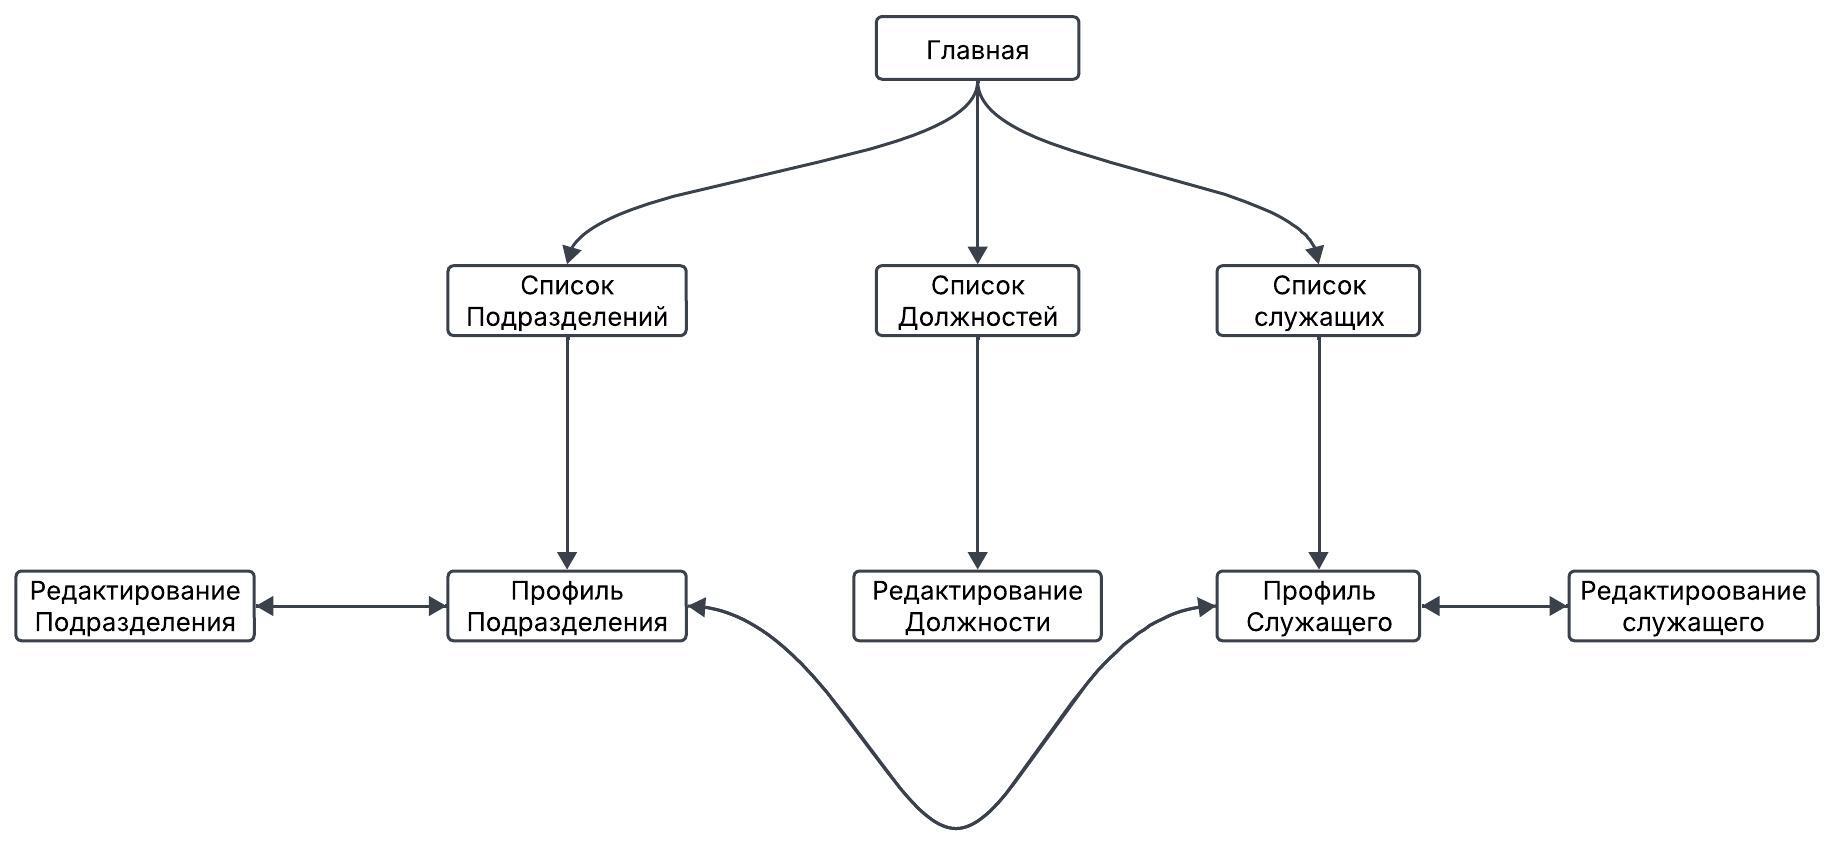 Главная
Список
Подразделений
Список
Должностей
Список
служащих
Редактирование
Подразделения
Профиль
Подразделения
Редактирование
Должности
Профиль
Служащего
Редактироование
служащего